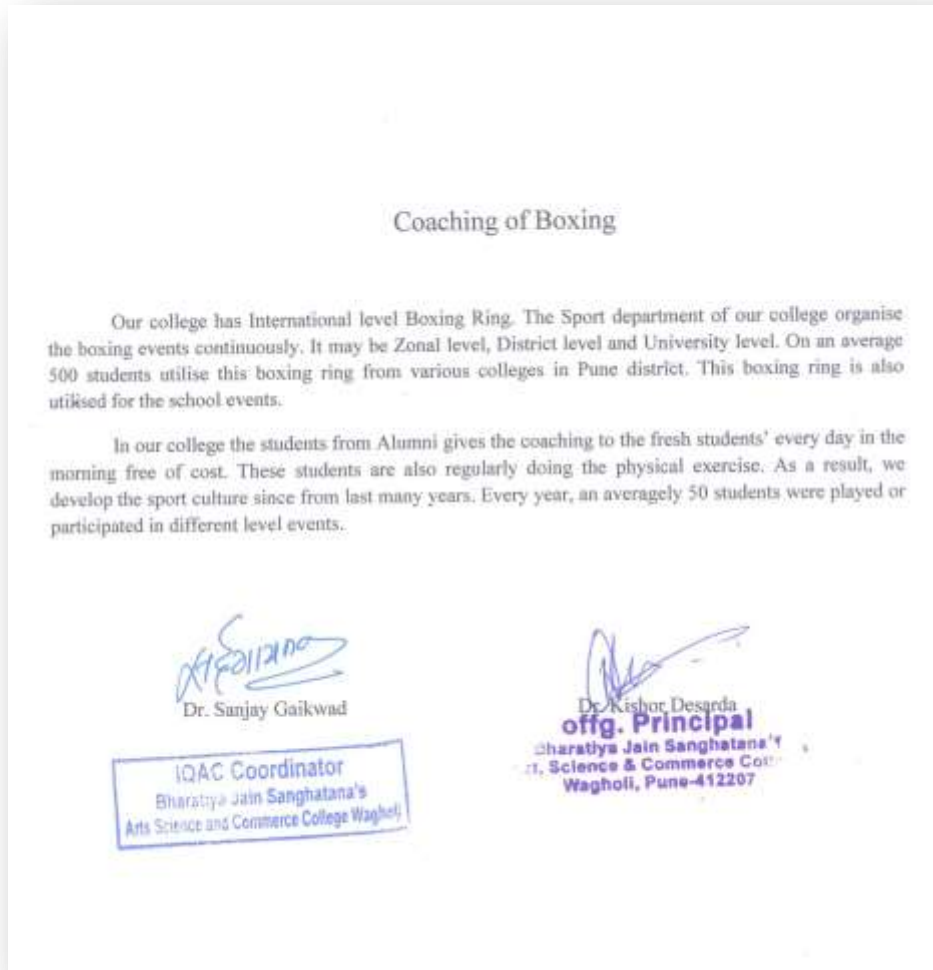 Coaching of Boxing
Our college has International level Boxing Ring. The Sport department of our college organise
the boxing events continuously. It may be Zonal level, District level and University level. On an average
500 students utilise this boxing ring from various colleges in Pune district. This boxing ring is also
utilised for the school events.
In our college the students from Alumni gives the coaching to the fresh students' every day in the
morning free of cost. These students are also regularly doing the physical exercise. As a result, we
develop the sport culture since from last many years. Every year, an averagely 50 students were played or
participated in different level events.
Dr. Sanjay Gaikwad
IQAC Coordinator
Bharatiya Jain Sanghatana's
Arts Science and Commerce College Wagholi
Dr. Kishor Desarda
offg. Principal
Bharatiya Jain Sanghatana's
Science & Commerce
Wagholi, Pune-412207